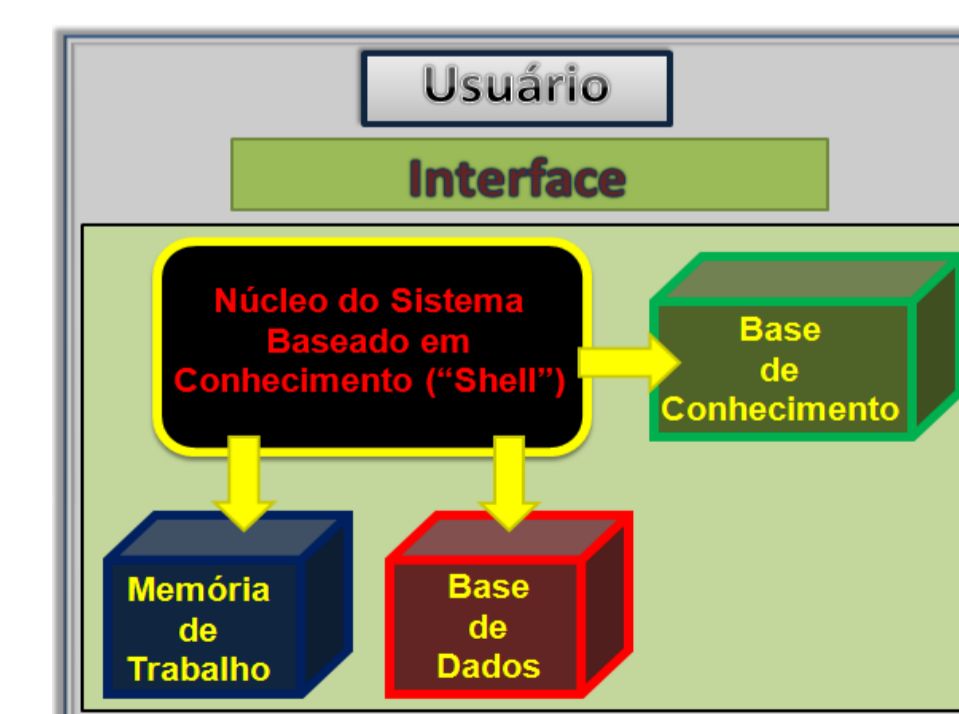 Usuário
Interface
Núcleo do Sistema
Baseado em
Conhecimento (“Shell”)
Base
de
Conhecimento
Memória
de
Trabalho
Base
de
Dados